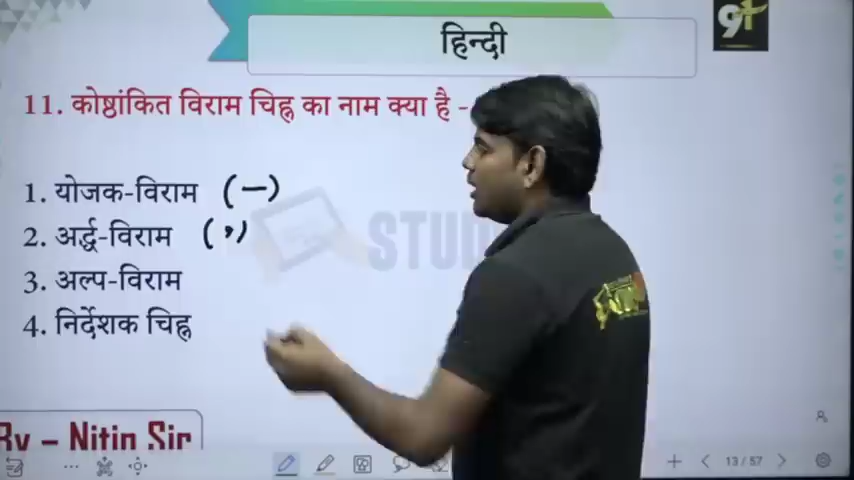 हिन्दी
11. कोष्ठांकित विराम चिह्न का नाम क्या है -
1. योजक-विराम (—)
2. अर्द्ध-विराम (,)
3. अल्प-विराम
4. निर्देशक चिह्न
By – Nitin Sir
13 / 57